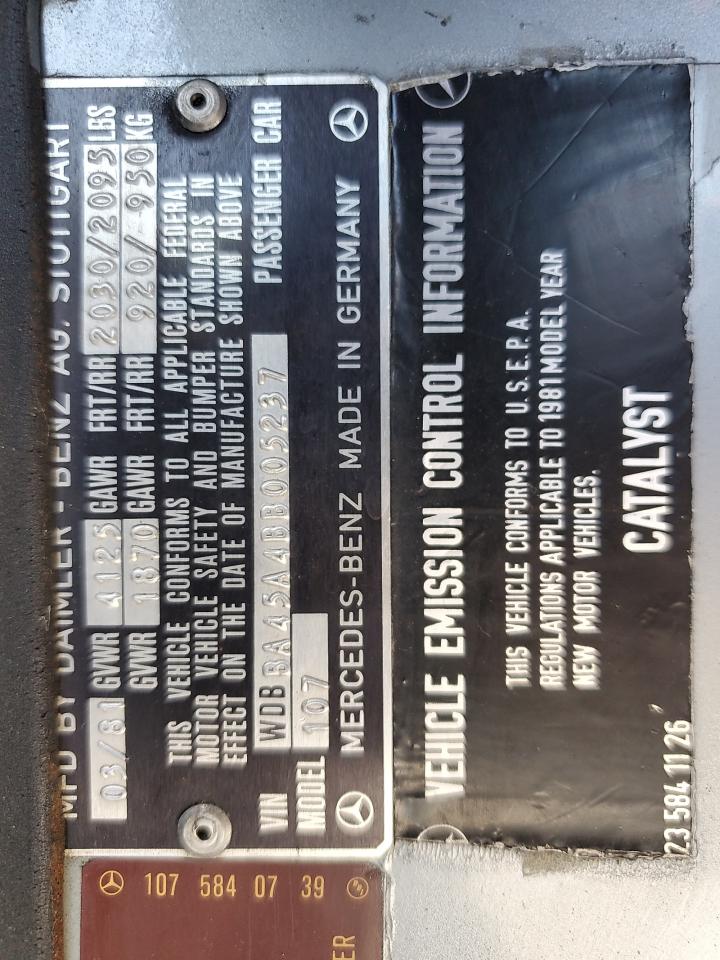 MFD BY DAIMLER - BENZ AG. STUTTGART
03/81 GVWR 4125 GAWR FRT/RR 2030/2095 LBS
GVWR 1870 GAWR FRT/RR 920/ 950 KG
THIS VEHICLE CONFORMS TO ALL APPLICABLE FEDERAL
MOTOR VEHICLE SAFETY AND BUMPER STANDARDS IN
EFFECT ON THE DATE OF MANUFACTURE SHOWN ABOVE
VIN WDB BA45A4BB005237 PASSENGER CAR
MODEL 107
MERCEDES-BENZ MADE IN GERMANY
VEHICLE EMISSION CONTROL INFORMATION
THIS VEHICLE CONFORMS TO U.S.E.P.A.
REGULATIONS APPLICABLE TO 1981 MODEL YEAR
NEW MOTOR VEHICLES.
CATALYST
23 584 11 26
107 584 07 39